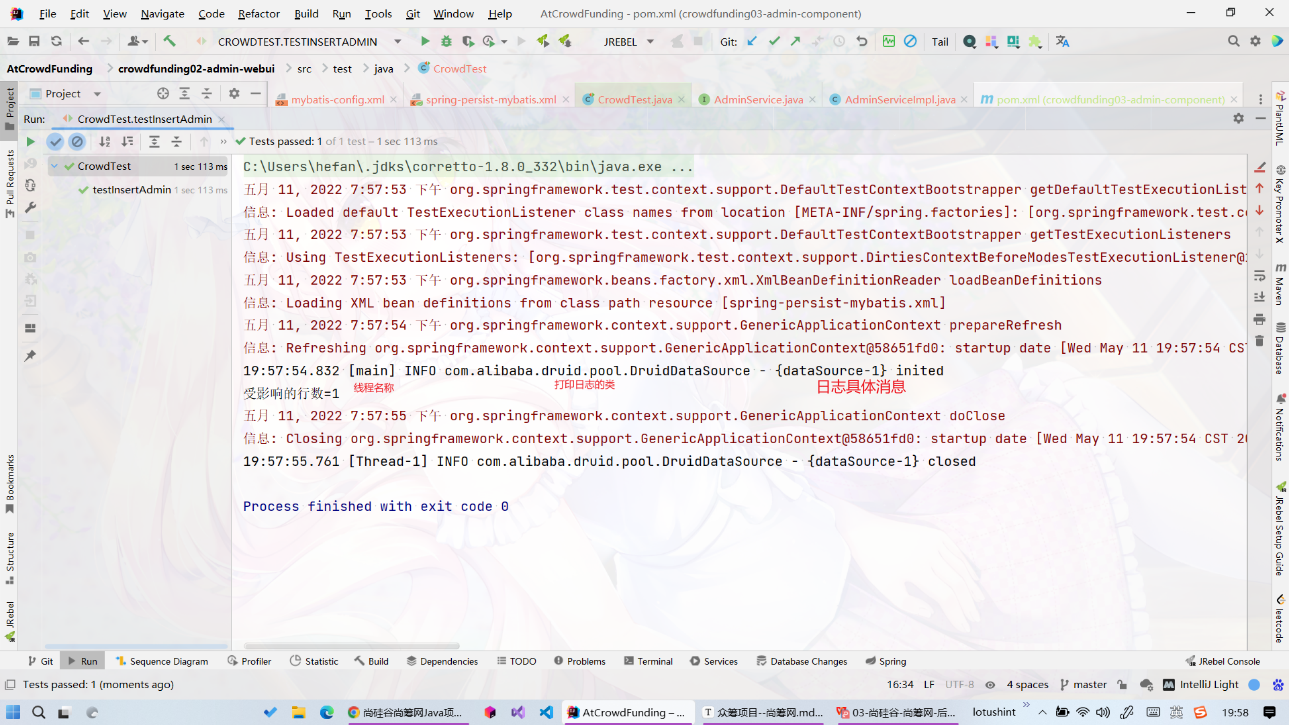 File Edit View Navigate Code Refactor Build Run Tools Git Window Help AtCrowdFunding - pom.xml (crowdfunding03-admin-component)
CROWDTEST.TESTINSERTADMIN JREBEL Git: Tail
AtCrowdFunding crowdfunding02-admin-webui src test java CrowdTest
Project mybatis-config.xml spring-persist-mybatis.xml CrowdTest.java AdminService.java AdminServiceImpl.java pom.xml (crowdfunding03-admin-component)
Run: CrowdTest.testInsertAdmin
Tests passed: 1 of 1 test – 1 sec 113 ms
CrowdTest 1 sec 113 ms
testInsertAdmin 1 sec 113 ms
C:\Users\hefan\.jdks\corretto-1.8.0_332\bin\java.exe ...
五月 11, 2022 7:57:53 下午 org.springframework.test.context.support.DefaultTestContextBootstrapper getDefaultTestExecutionList
信息: Loaded default TestExecutionListener class names from location [META-INF/spring.factories]: [org.springframework.test.co
五月 11, 2022 7:57:53 下午 org.springframework.test.context.support.DefaultTestContextBootstrapper getTestExecutionListeners
信息: Using TestExecutionListeners: [org.springframework.test.context.support.DirtiesContextBeforeModesTestExecutionListener@
五月 11, 2022 7:57:53 下午 org.springframework.beans.factory.xml.XmlBeanDefinitionReader loadBeanDefinitions
信息: Loading XML bean definitions from class path resource [spring-persist-mybatis.xml]
五月 11, 2022 7:57:54 下午 org.springframework.context.support.GenericApplicationContext prepareRefresh
信息: Refreshing org.springframework.context.support.GenericApplicationContext@58651fd0: startup date [Wed May 11 19:57:54 CST
19:57:54.832 [main] INFO com.alibaba.druid.pool.DruidDataSource - {dataSource-1} inited
线程名称 打印日志的类 日志具体消息
受影响的行数=1
五月 11, 2022 7:57:55 下午 org.springframework.context.support.GenericApplicationContext doClose
信息: Closing org.springframework.context.support.GenericApplicationContext@58651fd0: startup date [Wed May 11 19:57:54 CST 20
19:57:55.761 [Thread-1] INFO com.alibaba.druid.pool.DruidDataSource - {dataSource-1} closed
Process finished with exit code 0
Project
Pull Requests
Bookmarks
Structure
JRebel
PlantUML
Key Promoter X
Maven
Database
Notifications
JRebel Setup Guide
leetcode
Git Run Sequence Diagram Profiler Statistic Build Dependencies TODO Problems Terminal Services Database Changes Spring JRebel Console
Tests passed: 1 (moments ago) 16:34 LF UTF-8 4 spaces master IntelliJ Light
尚硅谷尚筹网Java项... AtCrowdFunding – ... 众筹项目--尚筹网.md... 03-尚硅谷-尚筹网-后... lotushint 19:58